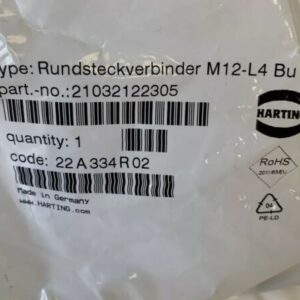 ype: Rundsteckverbinder M12-L4 Bu
part.-no.:21032122305
HARTING
quantity: 1
code: 22A334R02
RoHS
Made in Germany
www.HARTING.com
04
PE-LD